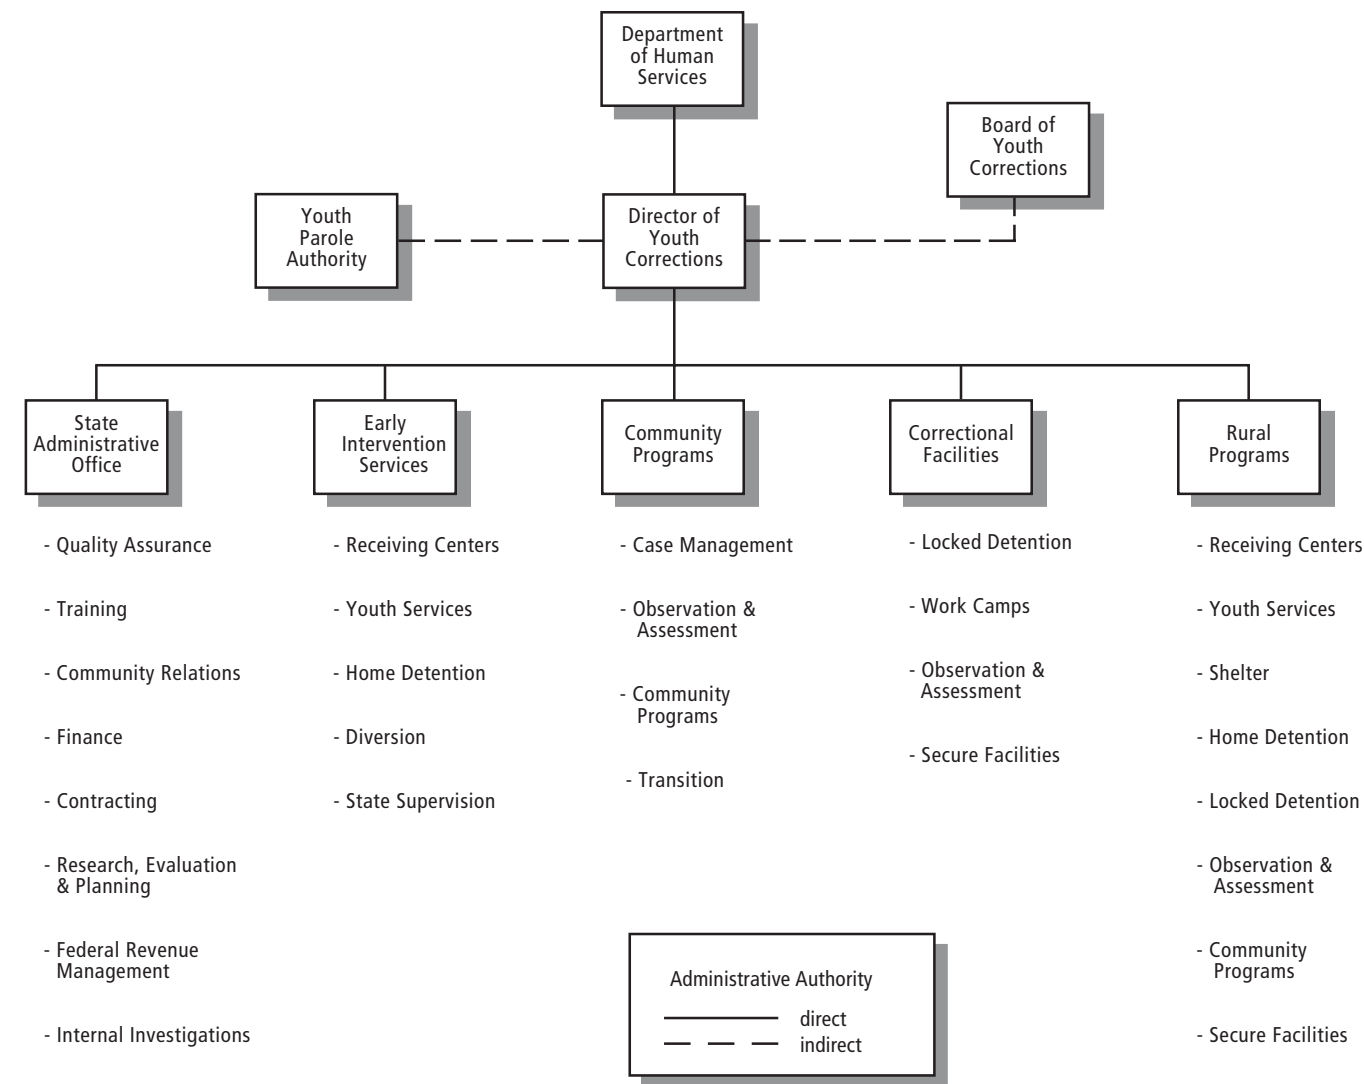 Department
of Human
Services
Board of
Youth
Corrections
Youth
Parole
Authority
Director of
Youth
Corrections
State
Administrative
Office
Early
Intervention
Services
Community
Programs
Correctional
Facilities
Rural
Programs
- Quality Assurance
- Training
- Community Relations
- Finance
- Contracting
- Research, Evaluation
& Planning
- Federal Revenue
Management
- Internal Investigations
- Receiving Centers
- Youth Services
- Home Detention
- Diversion
- State Supervision
- Case Management
- Observation &
Assessment
- Community
Programs
- Transition
- Locked Detention
- Work Camps
- Observation &
Assessment
- Secure Facilities
- Receiving Centers
- Youth Services
- Shelter
- Home Detention
- Locked Detention
- Observation &
Assessment
- Community
Programs
- Secure Facilities
Administrative Authority
direct
indirect